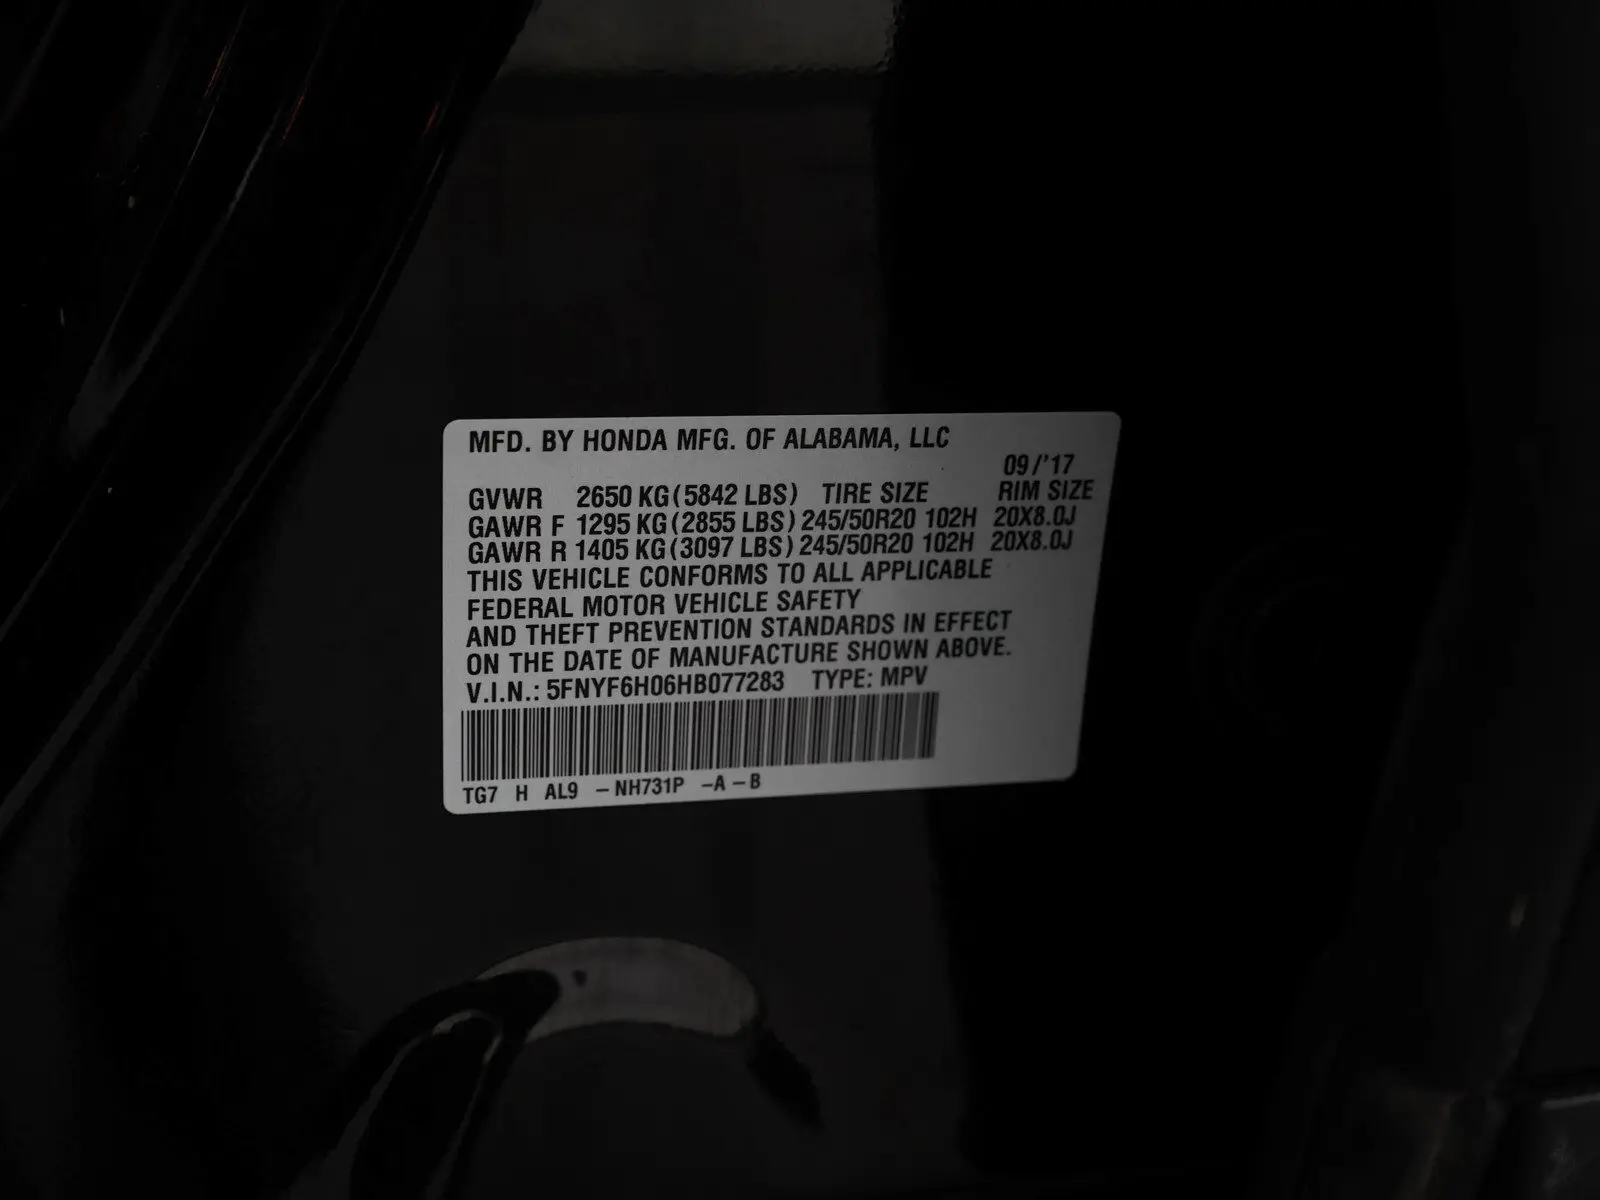 MFD. BY HONDA MFG. OF ALABAMA, LLC
09/'17
GVWR 2650 KG (5842 LBS) TIRE SIZE RIM SIZE
GAWR F 1295 KG (2855 LBS) 245/50R20 102H 20X8.0J
GAWR R 1405 KG (3097 LBS) 245/50R20 102H 20X8.0J
THIS VEHICLE CONFORMS TO ALL APPLICABLE
FEDERAL MOTOR VEHICLE SAFETY
AND THEFT PREVENTION STANDARDS IN EFFECT
ON THE DATE OF MANUFACTURE SHOWN ABOVE.
V.I.N.: 5FNYF6H06HB077283 TYPE: MPV
TG7 H AL9 –NH731P –A –B